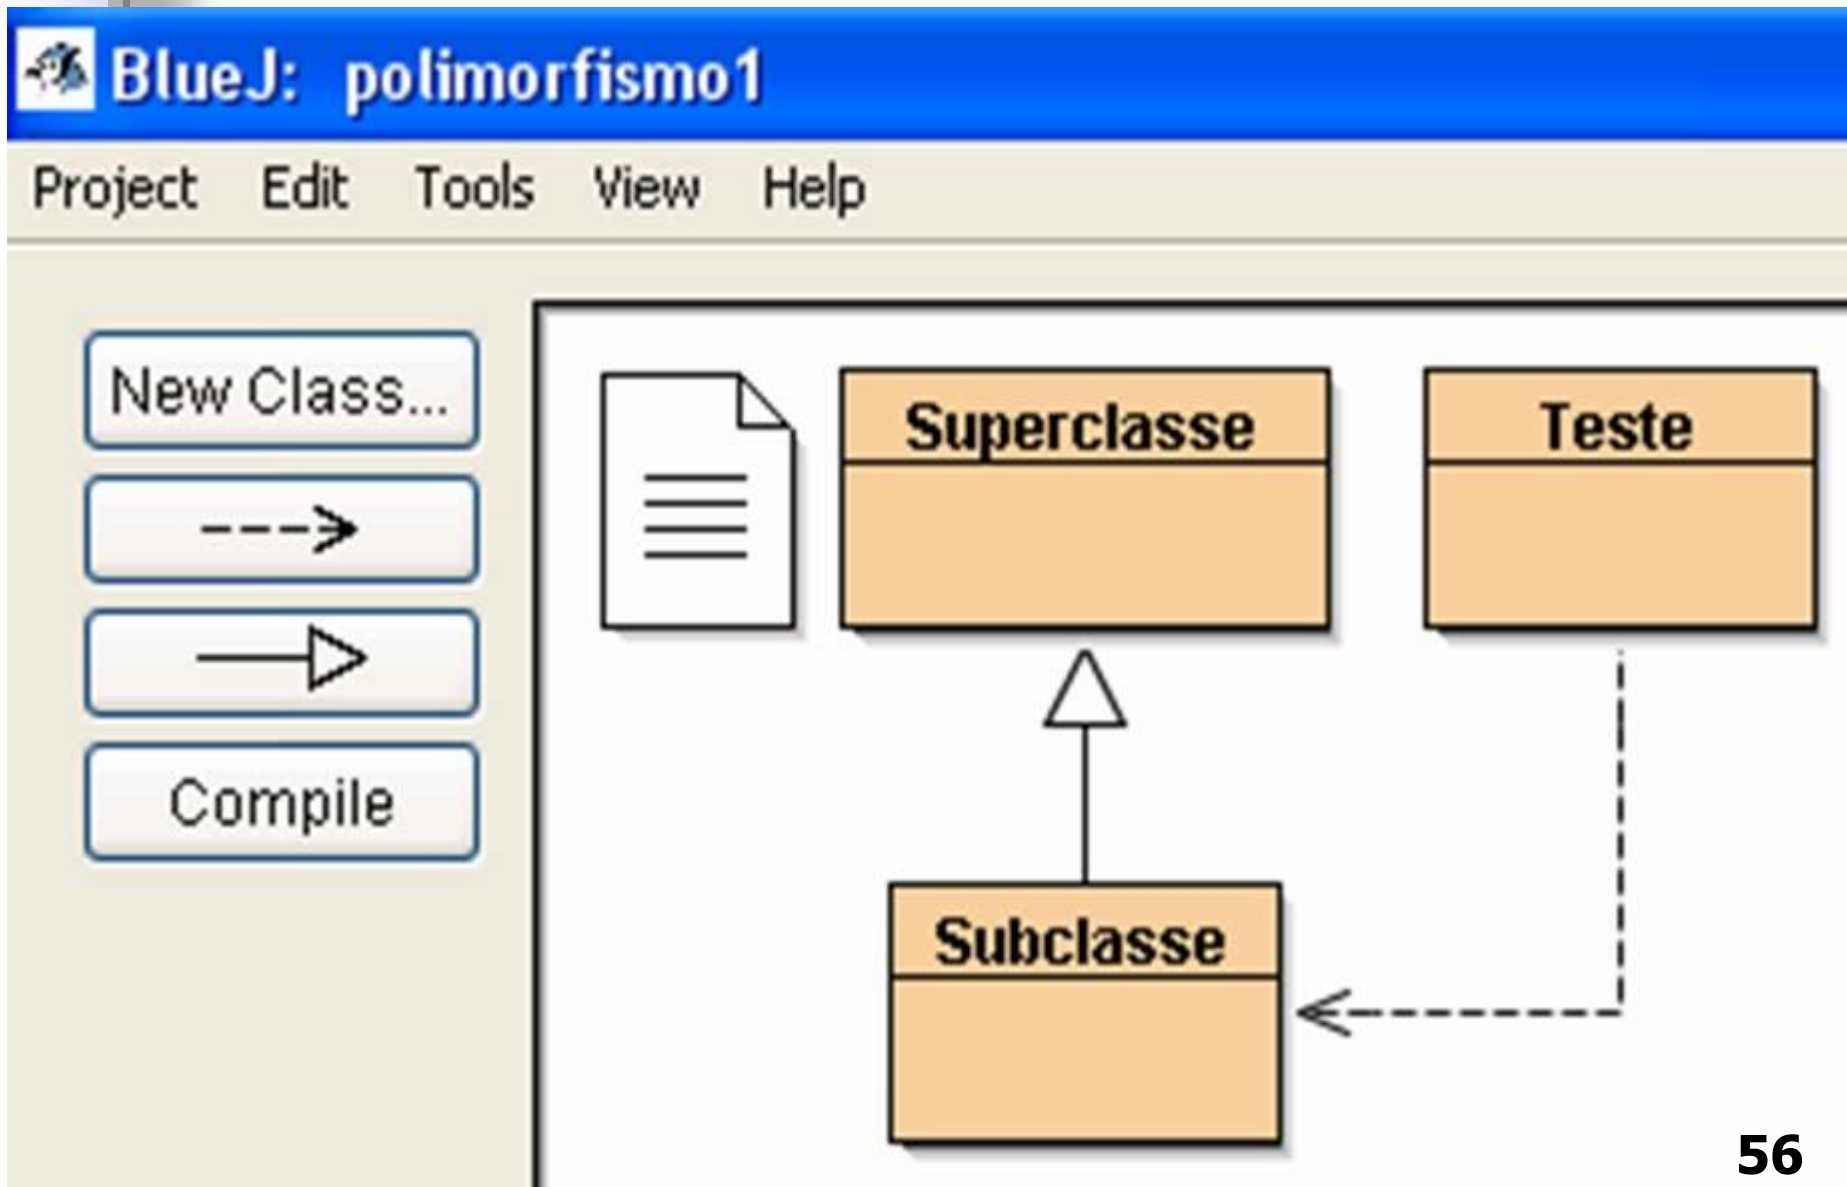 BlueJ: polimorfismo1
Project Edit Tools View Help
New Class...
Compile
Superclasse
Teste
Subclasse
56